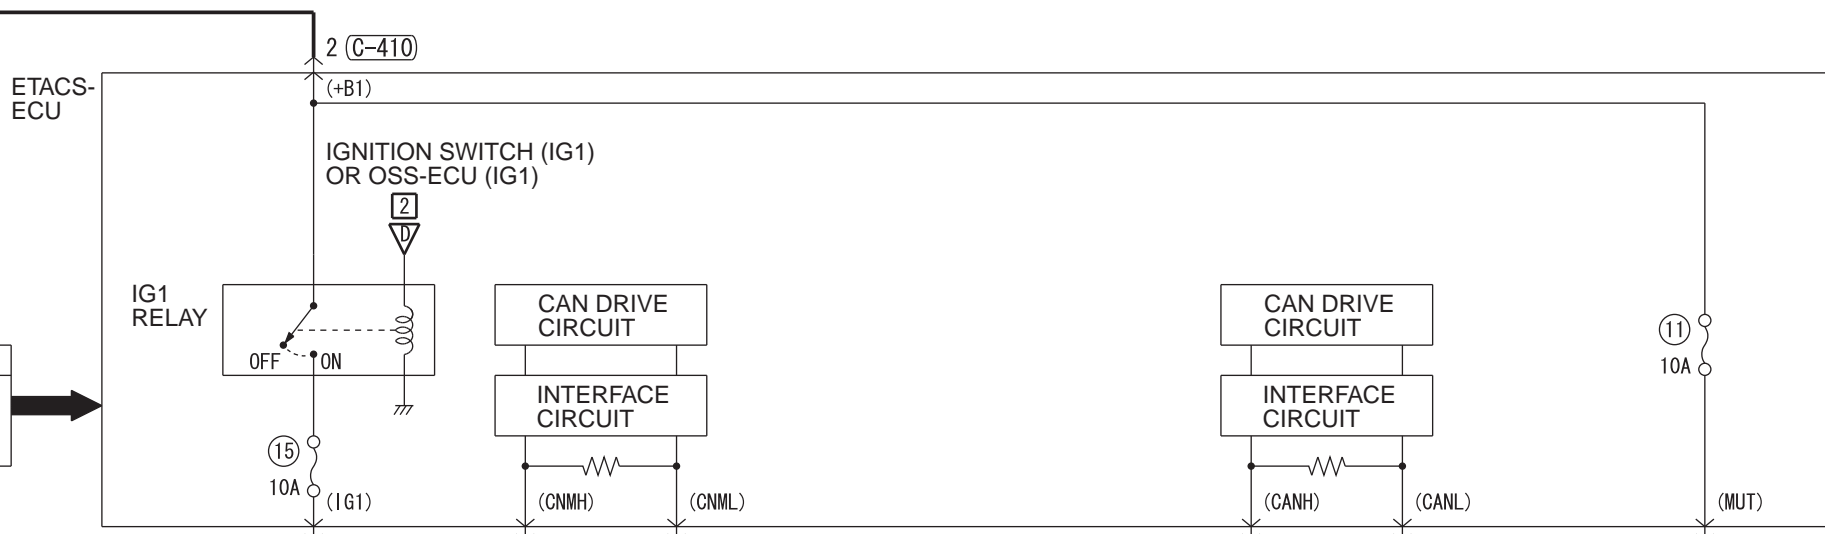 2 (C-410)
ETACS-
ECU
(+B1)
IGNITION SWITCH (IG1)
OR OSS-ECU (IG1)
2
D
IG1
RELAY
OFF
ON
CAN DRIVE
CIRCUIT
INTERFACE
CIRCUIT
CAN DRIVE
CIRCUIT
INTERFACE
CIRCUIT
11
10A
15
10A
(IG1)
(CNMH)
(CNML)
(CANH)
(CANL)
(MUT)